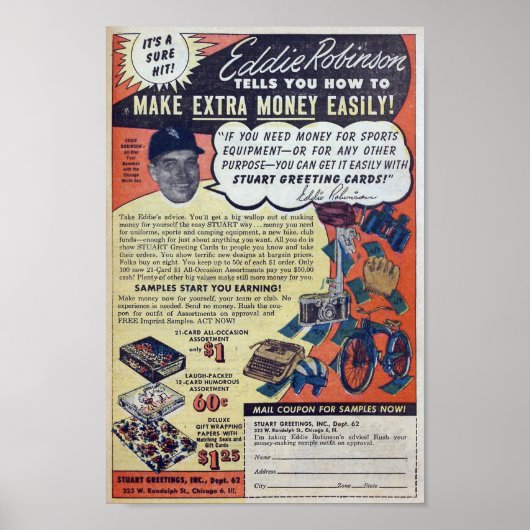 IT'S A
SURE
HIT!
Eddie Robinson
TELLS YOU HOW TO
MAKE EXTRA MONEY EASILY!
EDDIE
ROBINSON—
All-Star
First
Baseman
with the
Chicago
White Sox
"IF YOU NEED MONEY FOR SPORTS
EQUIPMENT—OR FOR ANY OTHER
PURPOSE—YOU CAN GET IT EASILY WITH
STUART GREETING CARDS!"
Eddie Robinson
Take Eddie's advice. You'll get a big wallop out of making
money for yourself the easy STUART way...money you need
for uniforms, sports and camping equipment, a new bike, club
funds—enough for just about anything you want. All you do is
show STUART Greeting Cards to people you know and take
their orders. You show terrific new designs at bargain prices.
Folks buy on sight. You keep up to 50¢ of each $1 order. Only
100 new 21-Card $1 All-Occasion Assortments pay you $50.00
cash! Plenty of other big values make still more money for you.
SAMPLES START YOU EARNING!
Make money now for yourself, your team or club. No
experience is needed. Send no money. Rush the cou-
pon for outfit of Assortments on approval and
FREE Imprint Samples. ACT NOW!
21-CARD ALL-OCCASION
ASSORTMENT
only $1
LAUGH-PACKED
12-CARD HUMOROUS
ASSORTMENT
60¢
DELUXE
GIFT WRAPPING
PAPERS WITH
Matching Seals and
Gift Cards
$1.25
STUART GREETINGS, INC., Dept. 62
325 W. Randolph St., Chicago 6, Ill.
MAIL COUPON FOR SAMPLES NOW!
STUART GREETINGS, INC., Dept. 62
325 W. Randolph St., Chicago 6, Ill.
I'm taking Eddie Robinson's advice! Rush your
money-making sample outfit on approval.
Name
Address
City Zone State